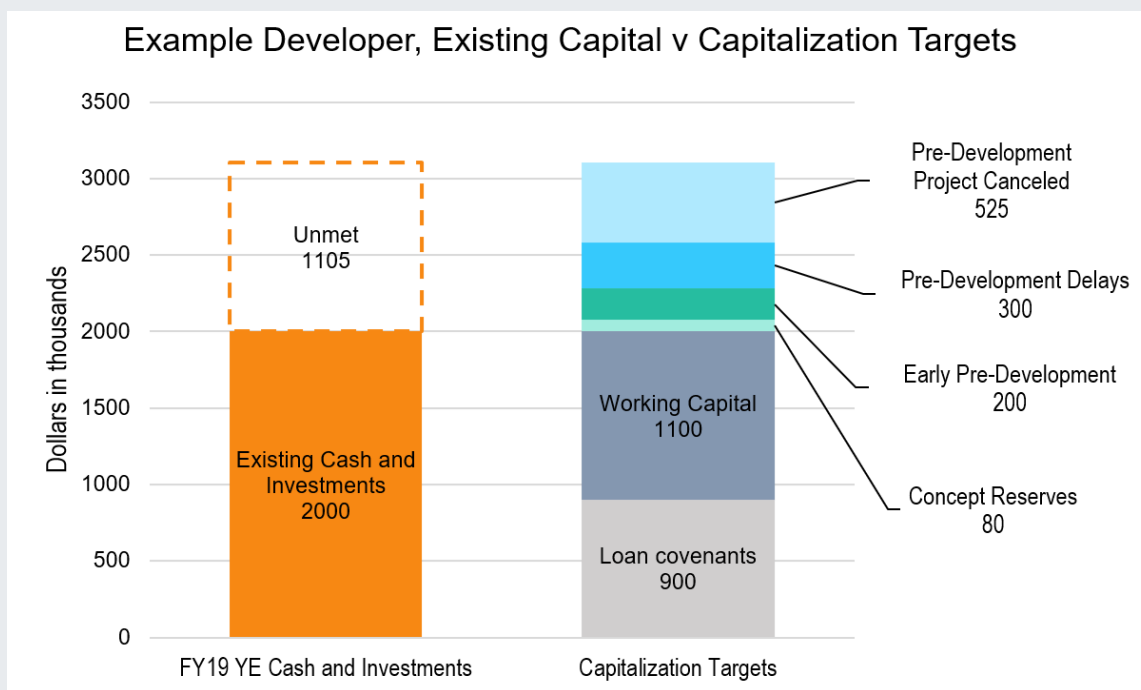 Example Developer, Existing Capital v Capitalization Targets
Dollars in thousands
3500
3000
2500
2000
1500
1000
500
0
Unmet
1105
Existing Cash and
Investments
2000
Working Capital
1100
Loan covenants
900
Pre-Development
Project Canceled
525
Pre-Development Delays
300
Early Pre-Development
200
Concept Reserves
80
FY19 YE Cash and Investments
Capitalization Targets